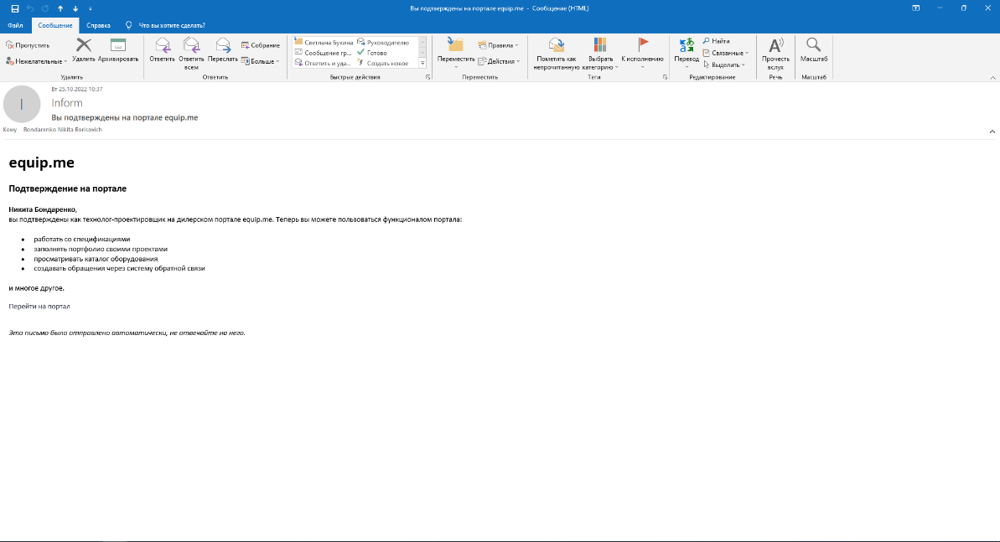 Вы подтверждены на портале equip.me - Сообщение (HTML)
Файл Сообщение Справка Что вы хотите сделать?
Пропустить
Нежелательные
Удалить
Архивировать
Удалить
Ответить
Ответить всем
Переслать
Собрание
Больше
Ответить
Светлана Букина
Сообщение гр...
Ответить и уда...
Руководителю
Готово
Создать новое
Быстрые действия
Переместить
Правила
Действия
Переместить
Пометить как непрочитанную
Выбрать категорию
К исполнению
Теги
Перевод
Найти
Связанные
Выделить
Редактирование
Прочесть вслух
Речь
Масштаб
Масштаб
Вт 25.10.2022 10:37
I
Inform
Вы подтверждены на портале equip.me
Кому Bondarenko Nikita Borisovich
equip.me
Подтверждение на портале
Никита Бондаренко,
вы подтверждены как технолог-проектировщик на дилерском портале equip.me. Теперь вы можете пользоваться функционалом портала:
• работать со спецификациями
• заполнять портфолио своими проектами
• просматривать каталог оборудования
• создавать обращения через систему обратной связи
и многое другое.
Перейти на портал
Это письмо было отправлено автоматически, не отвечайте на него.